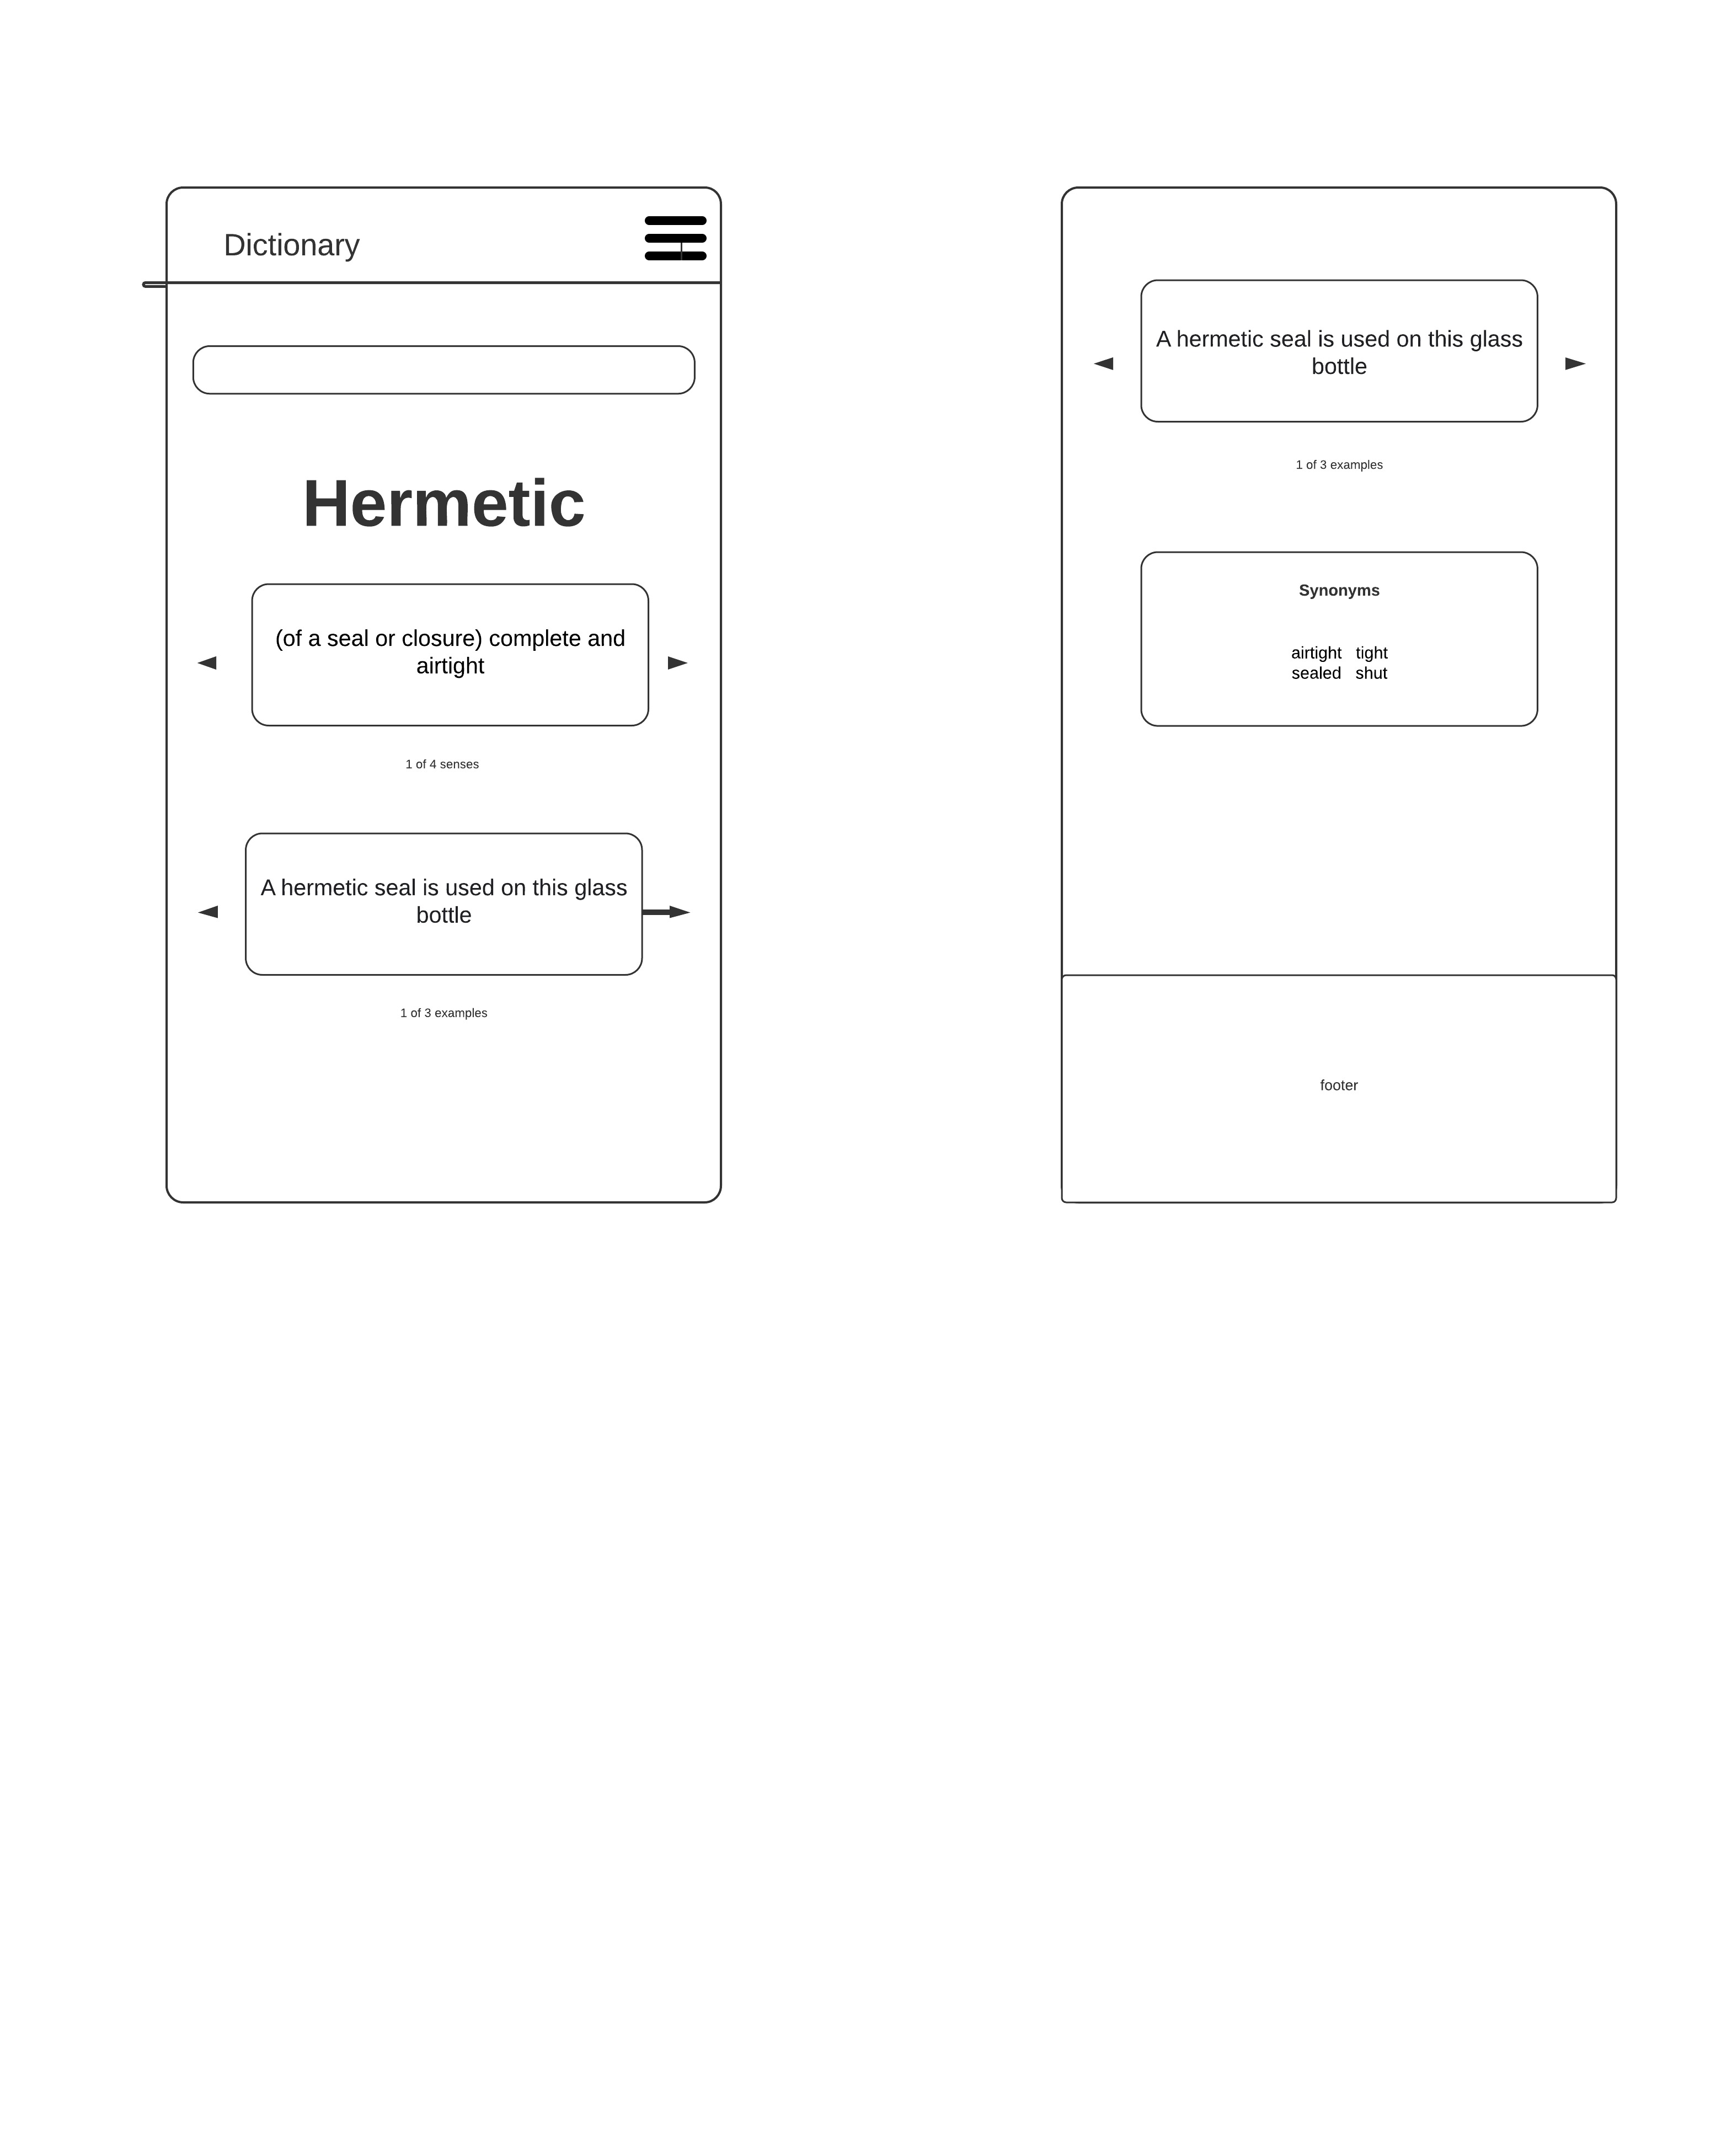 Dictionary
Hermetic
(of a seal or closure) complete and
airtight
1 of 4 senses
A hermetic seal is used on this glass
bottle
1 of 3 examples
A hermetic seal is used on this glass
bottle
1 of 3 examples
Synonyms
airtight tight
sealed shut
footer